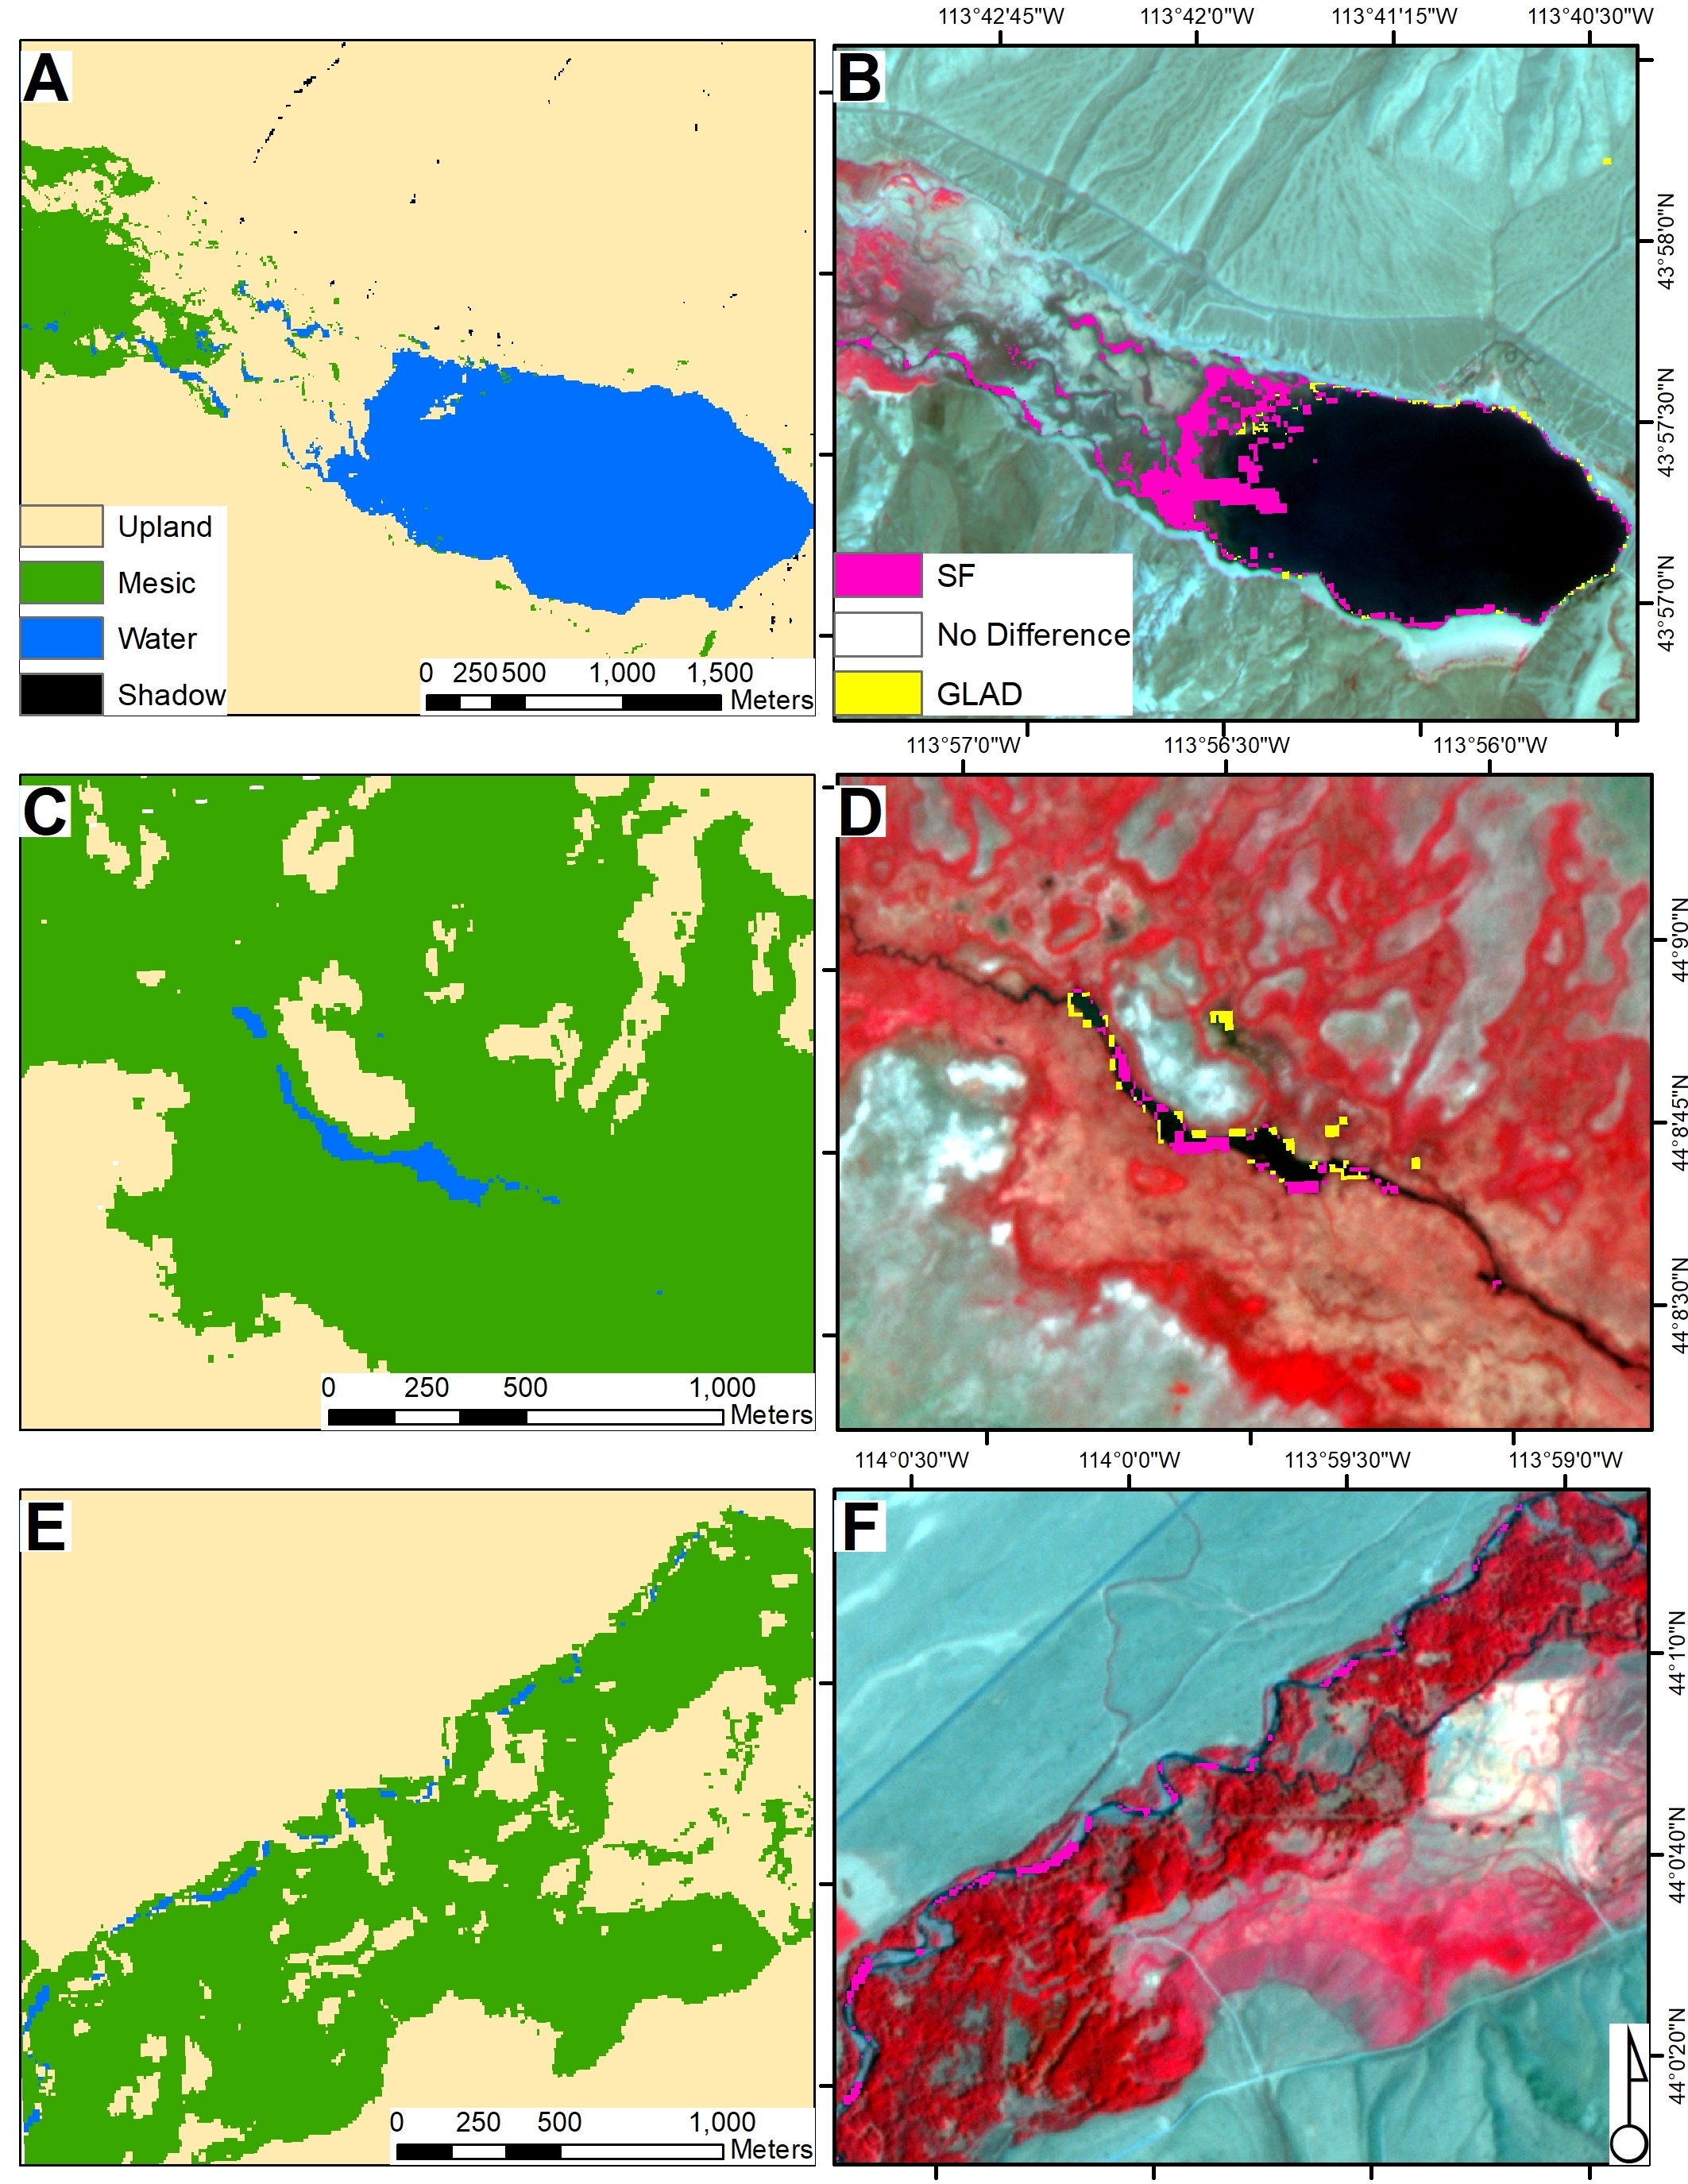 113°42'45"W 113°42'0"W 113°41'15"W 113°40'30"W
A
B
43°58'0"N
43°57'30"N
43°57'0"N
Upland
Mesic
Water
Shadow
0 250 500 1,000 1,500
Meters
SF
No Difference
GLAD
113°57'0"W 113°56'30"W 113°56'0"W
C
D
44°9'0"N
44°8'45"N
44°8'30"N
0 250 500 1,000
Meters
114°0'30"W 114°0'0"W 113°59'30"W 113°59'0"W
E
F
44°1'0"N
44°0'40"N
44°0'20"N
0 250 500 1,000
Meters